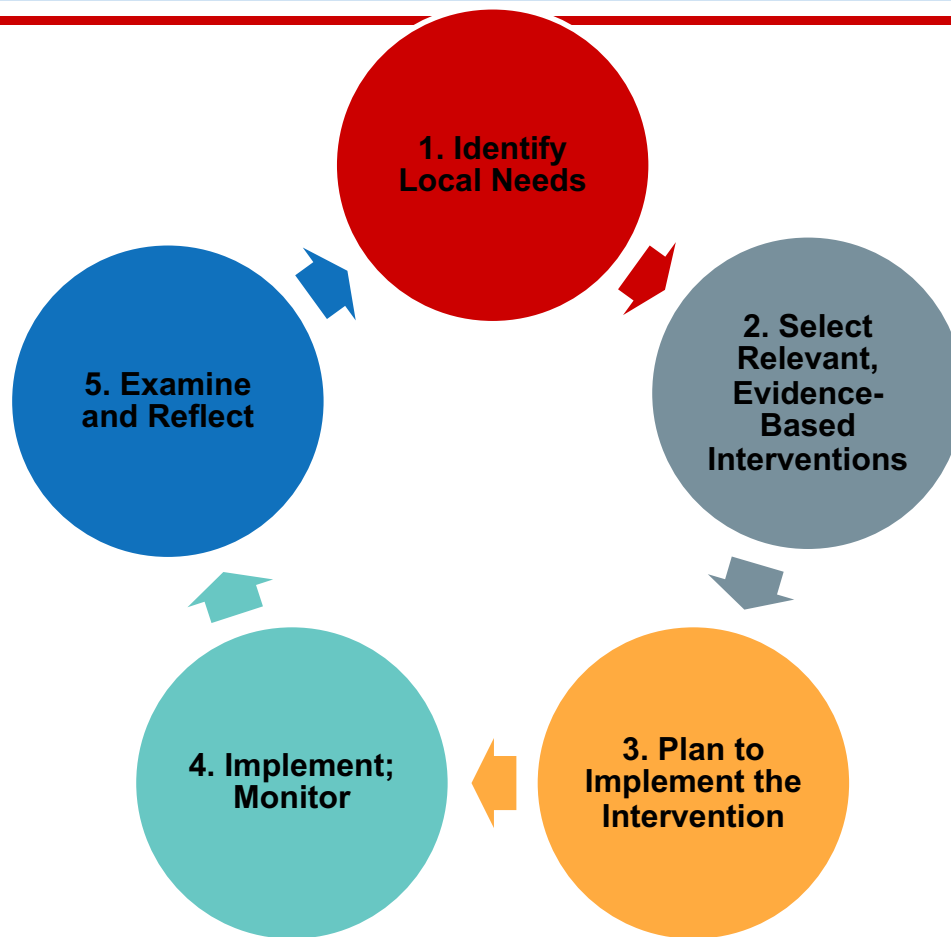 1. Identify
Local Needs
2. Select
Relevant,
Evidence-
Based
Interventions
3. Plan to
Implement the
Intervention
4. Implement;
Monitor
5. Examine
and Reflect